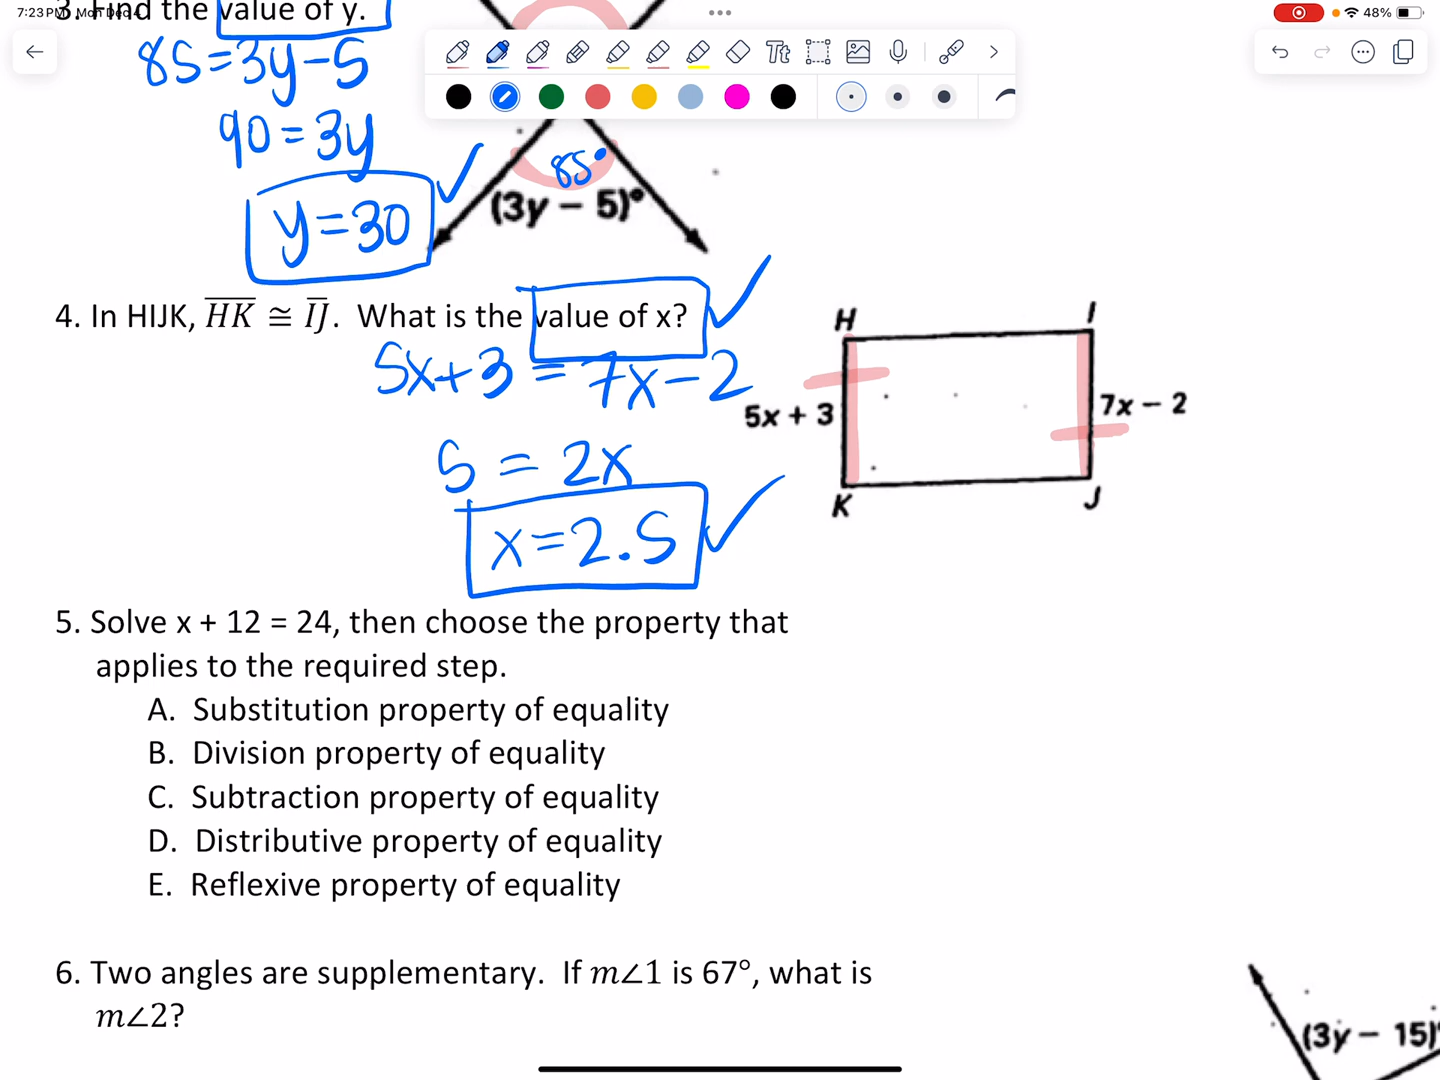 7:23 PM Mon Dec 4
48%
3. Find the value of y.
85=3y-5
90=3y
y=30
85°
(3y – 5)°
4. In HIJK, HK ≅ IJ. What is the value of x?
5x+3 = 7x-2
5 = 2x
x=2.5
H
I
5x + 3
7x – 2
K
J
5. Solve x + 12 = 24, then choose the property that
applies to the required step.
A. Substitution property of equality
B. Division property of equality
C. Subtraction property of equality
D. Distributive property of equality
E. Reflexive property of equality
6. Two angles are supplementary. If m∠1 is 67°, what is
m∠2?
(3y – 15)°